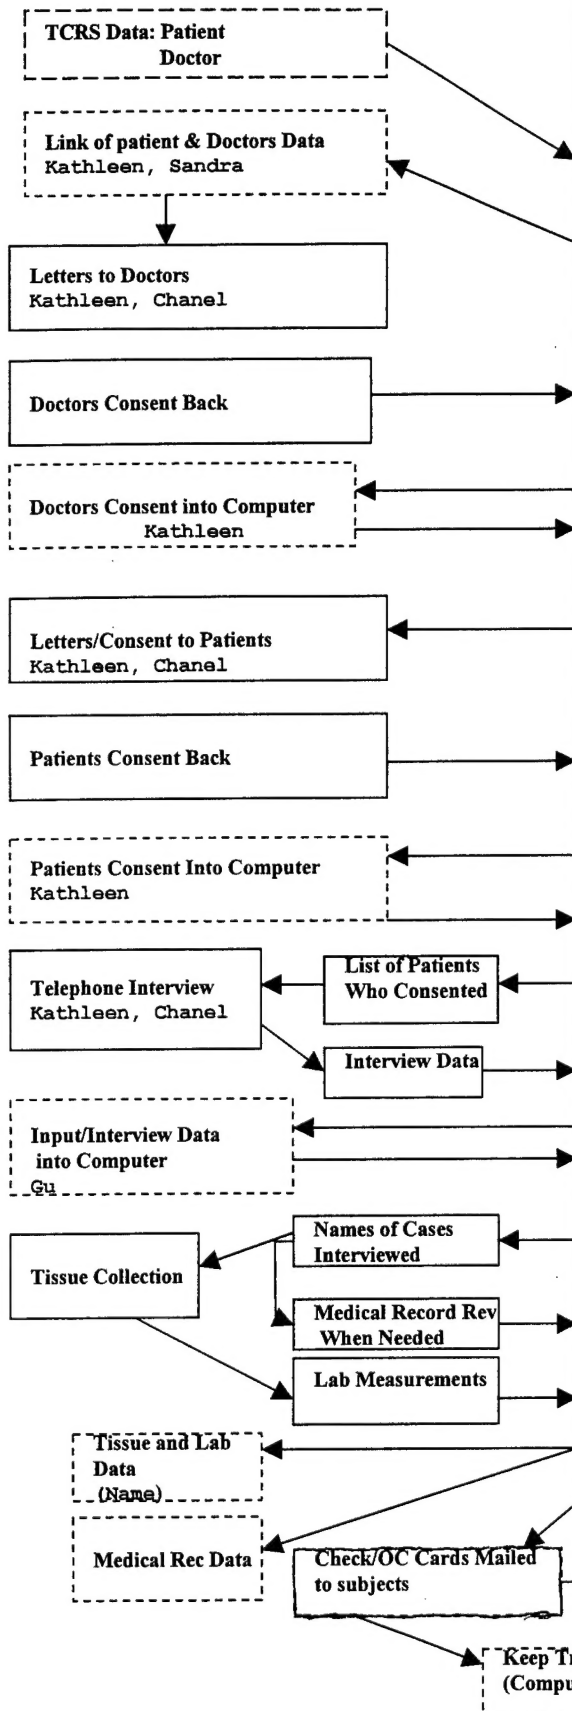 TCRS Data: Patient
Doctor
Link of patient & Doctors Data
Kathleen, Sandra
Letters to Doctors
Kathleen, Chanel
Doctors Consent Back
Doctors Consent into Computer
Kathleen
Letters/Consent to Patients
Kathleen, Chanel
Patients Consent Back
Patients Consent Into Computer
Kathleen
Telephone Interview
Kathleen, Chanel
List of Patients
Who Consented
Interview Data
Input/Interview Data
into Computer
Gu
Names of Cases
Interviewed
Tissue Collection
Medical Record Rev
When Needed
Lab Measurements
Tissue and Lab
Data
(Name)
Medical Rec Data
Check/OC Cards Mailed
to subjects
Keep Tr
(Compu